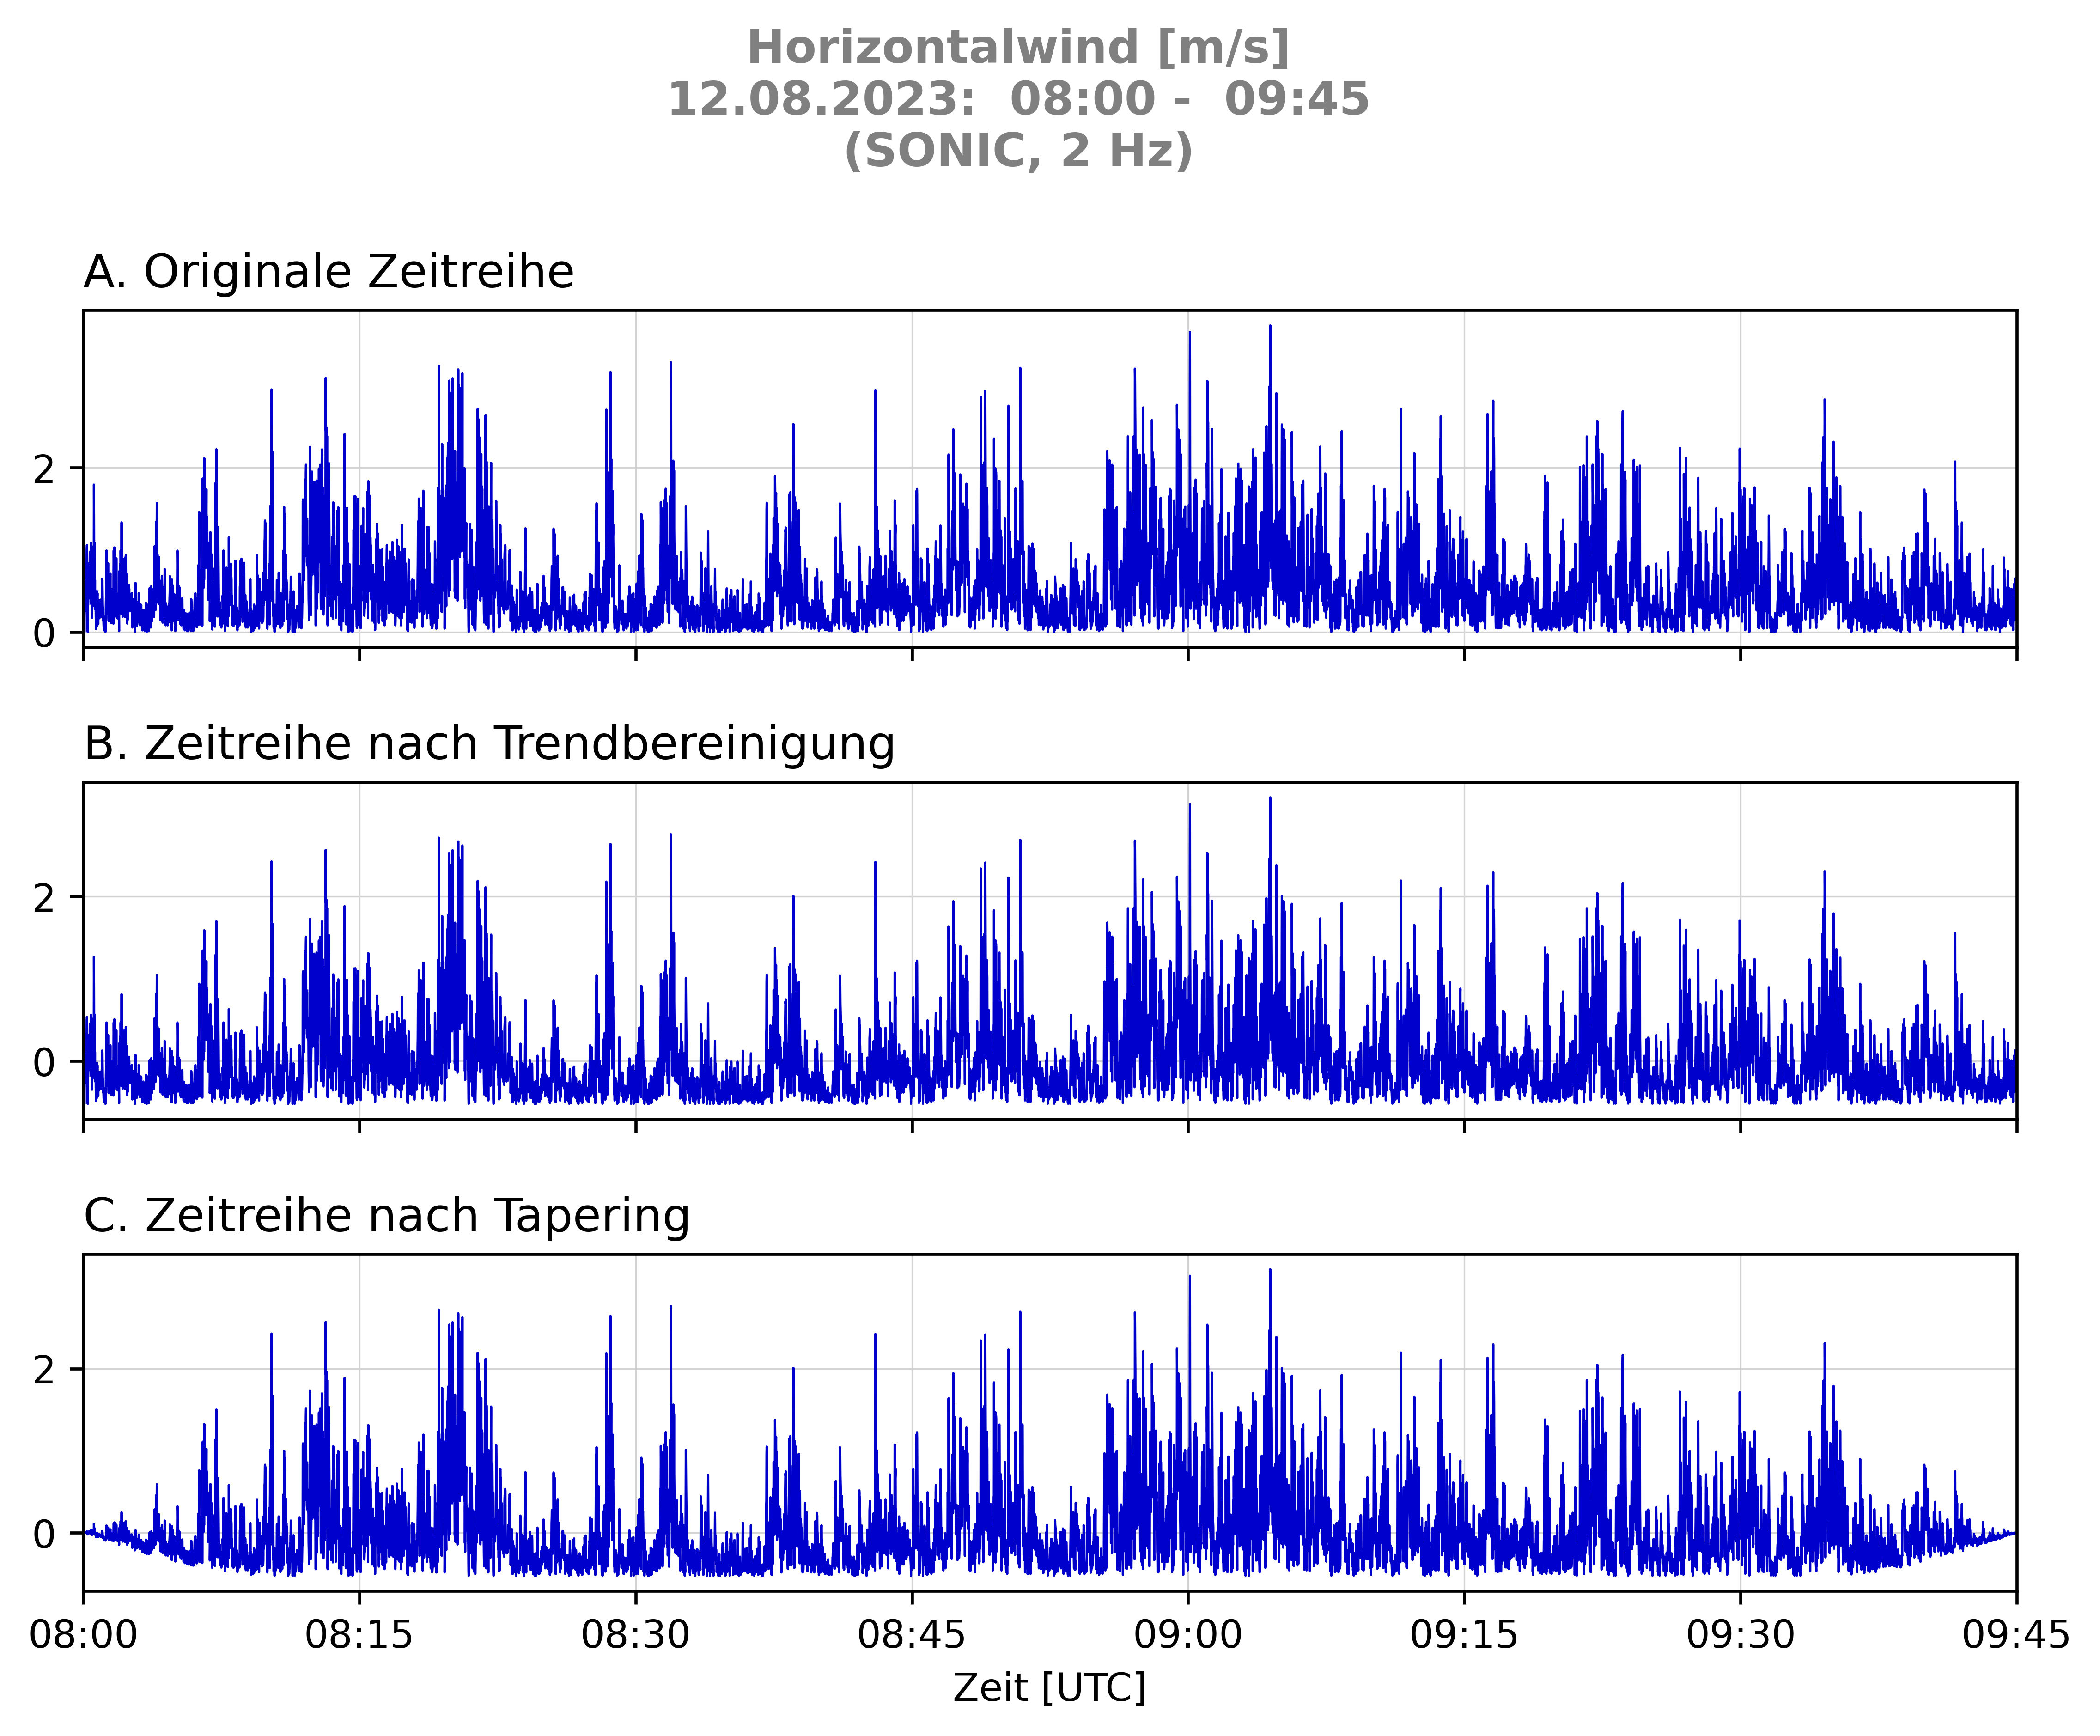 Horizontalwind [m/s]
12.08.2023:  08:00 -  09:45
(SONIC, 2 Hz)
A. Originale Zeitreihe
2
0
B. Zeitreihe nach Trendbereinigung
2
0
C. Zeitreihe nach Tapering
2
0
08:00 08:15 08:30 08:45 09:00 09:15 09:30 09:45
Zeit [UTC]